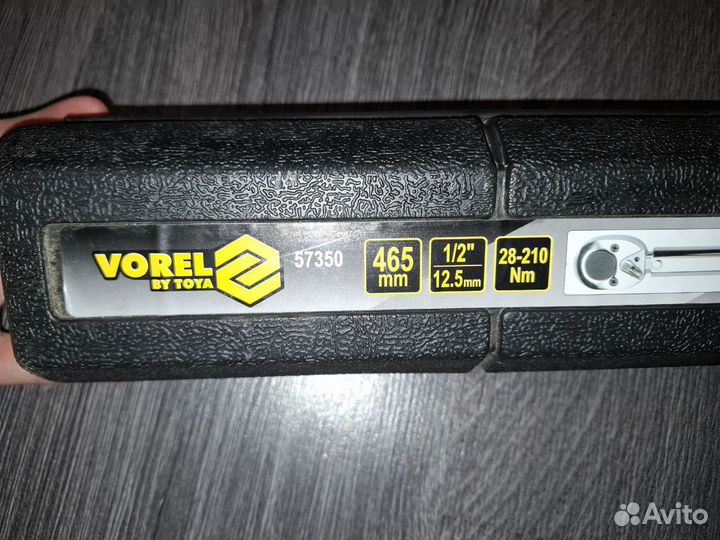 VOREL
BY TOYA
57350
465
mm
1/2"
12.5mm
28-210
Nm
Avito